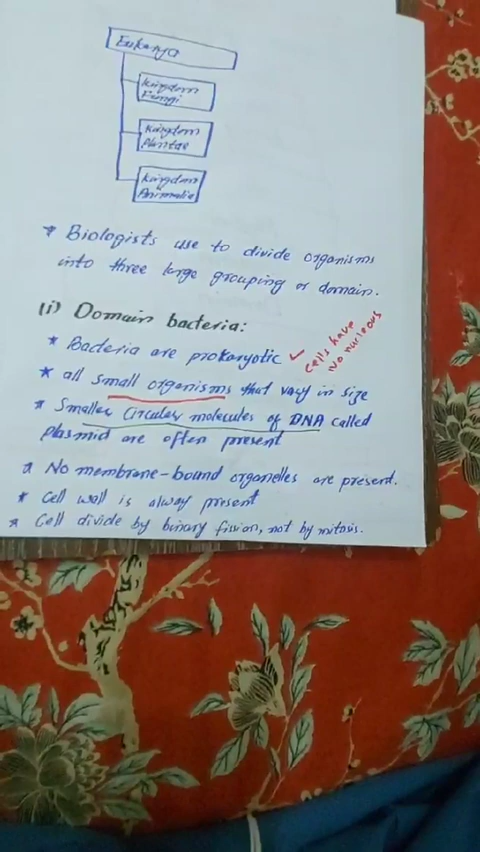 Eukarya
Kingdom
Fungi
Kingdom
Plantae
Kingdom
Animalia
* Biologists use to divide organisms
into three large grouping or domain.
(i) Domain bacteria:
* Bacteria are prokaryotic ✓ cells have
No nucleous
* all small organisms that vary in size
* Smaller circular molecules of DNA called
plasmid are often present
* No membrane-bound organelles are present.
* Cell wall is alway present
* Cell divide by binary fission, not by mitosis.